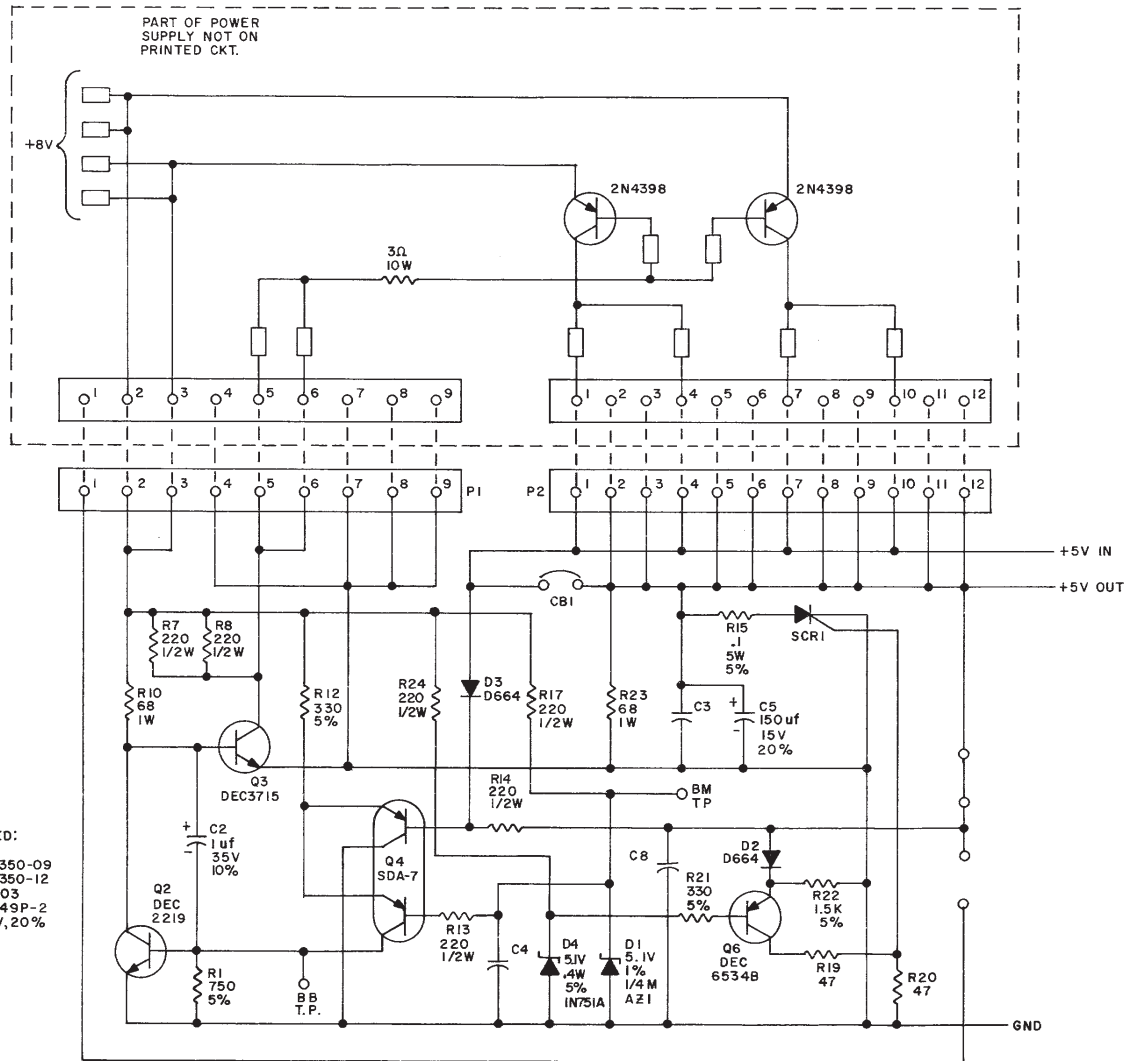 PART OF POWER
SUPPLY NOT ON
PRINTED CKT.
+8V
2N4398
2N4398
3Ω
10W
1 2 3 4 5 6 7 8 9
1 2 3 4 5 6 7 8 9 10 11 12
1 2 3 4 5 6 7 8 9 P1
P2 1 2 3 4 5 6 7 8 9 10 11 12
+5V IN
+5V OUT
CB1
R7
220
1/2W
R8
220
1/2W
R15
.1
5W
5%
SCR1
R10
68
1W
R12
330
5%
R24
220
1/2W
D3
D664
R17
220
1/2W
R23
68
1W
C3
+
-
C5
150uf
15V
20%
Q3
DEC3715
R14
220
1/2W
BM
T.P
+
-
C2
1uf
35V
10%
Q4
SDA-7
C8
D2
D664
ED:
350-09
350-12
03
49P-2
V,20%
Q2
DEC
2219
R21
330
5%
R22
1.5K
5%
R13
220
1/2W
C4
D4
5.1V
.4W
5%
IN751A
D1
5.1V
1%
1/4M
AZ1
Q6
DEC
6534B
R19
47
R20
47
R1
750
5%
BB
T.P.
GND